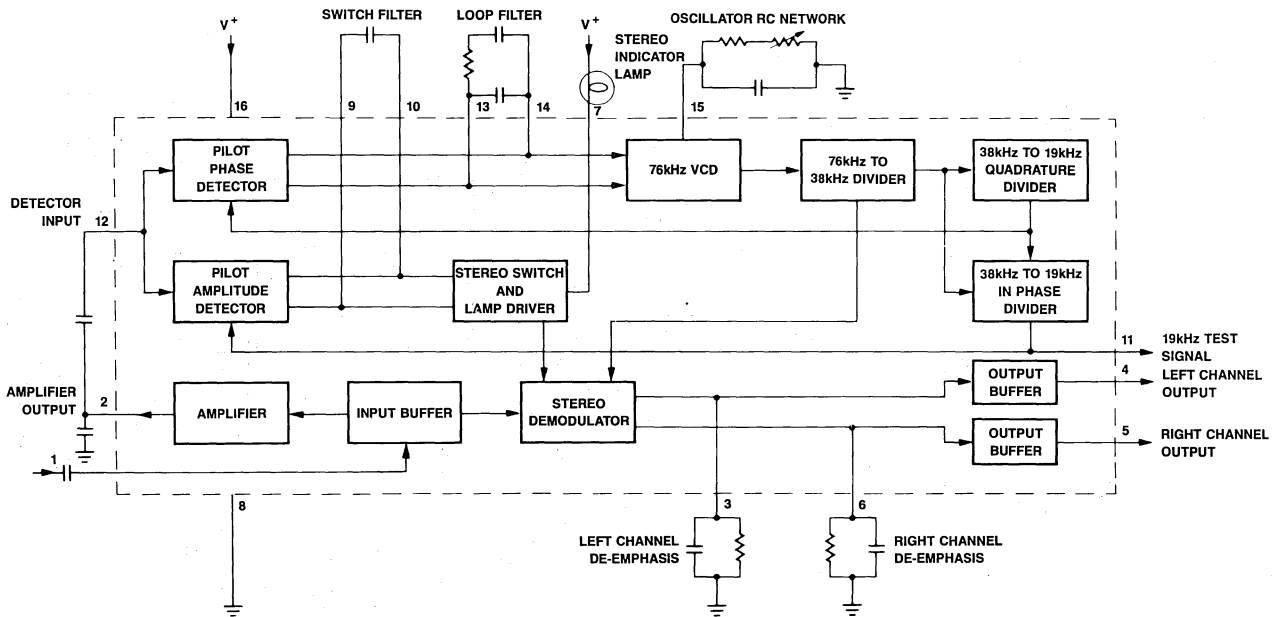 SWITCH FILTER
LOOP FILTER
OSCILLATOR RC NETWORK
V+
V+
STEREO
INDICATOR
LAMP
16
9
10
13
14
7
15
PILOT
PHASE
DETECTOR
76kHz VCD
76kHz TO
38kHz DIVIDER
38kHz TO 19kHz
QUADRATURE
DIVIDER
DETECTOR
INPUT
12
PILOT
AMPLITUDE
DETECTOR
STEREO SWITCH
AND
LAMP DRIVER
38kHz TO 19kHz
IN PHASE
DIVIDER
11
19kHz TEST
SIGNAL
AMPLIFIER
OUTPUT
2
AMPLIFIER
INPUT BUFFER
STEREO
DEMODULATOR
OUTPUT
BUFFER
4
LEFT CHANNEL
OUTPUT
OUTPUT
BUFFER
5
RIGHT CHANNEL
OUTPUT
1
8
3
6
LEFT CHANNEL
DE-EMPHASIS
RIGHT CHANNEL
DE-EMPHASIS